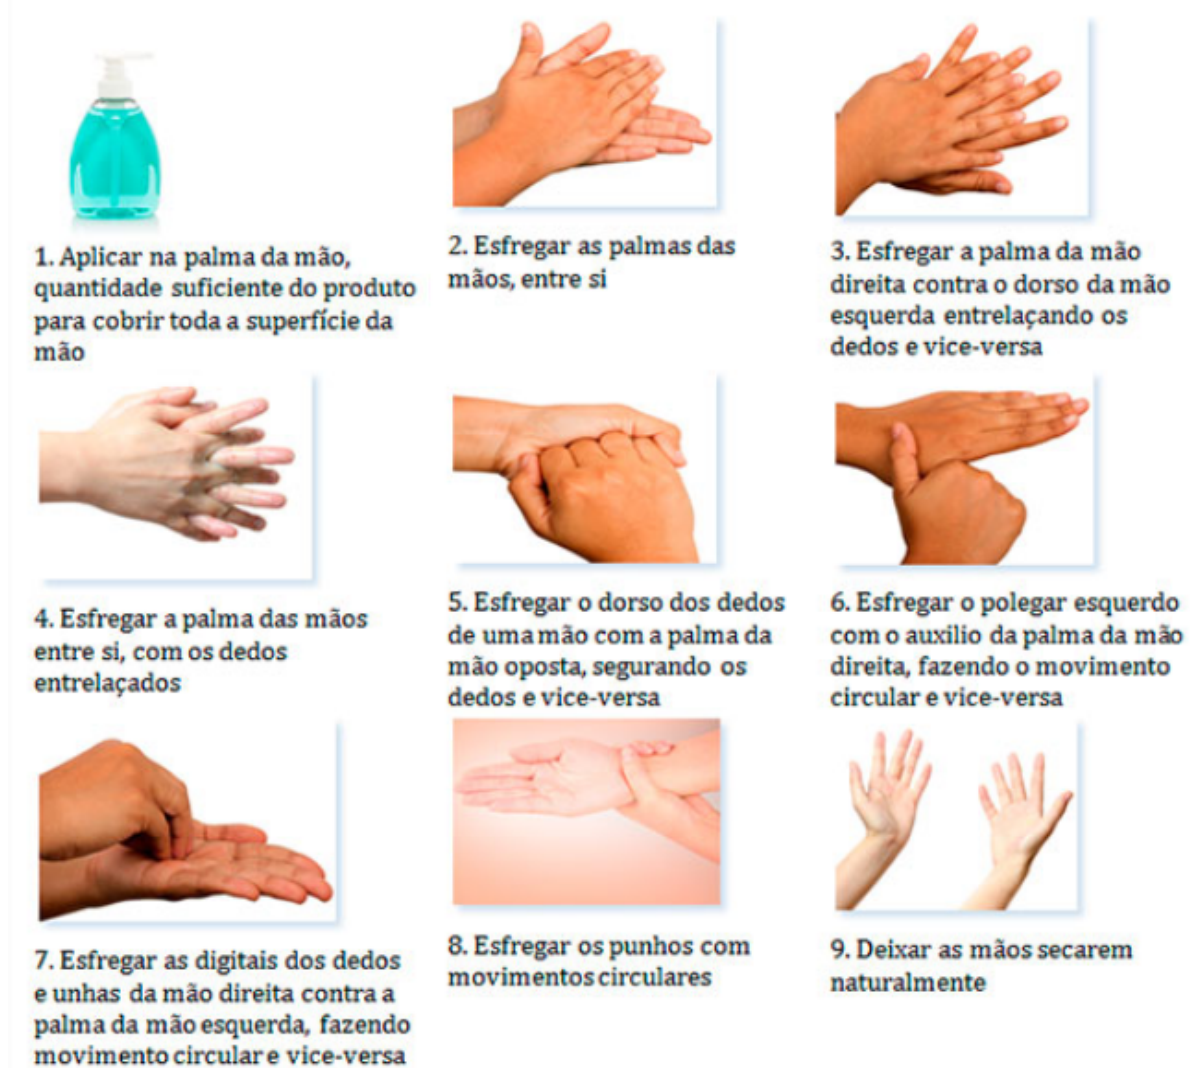 1. Aplicar na palma da mão,
quantidade suficiente do produto
para cobrir toda a superfície da
mão
2. Esfregar as palmas das
mãos, entre si
3. Esfregar a palma da mão
direita contra o dorso da mão
esquerda entrelaçando os
dedos e vice-versa
4. Esfregar a palma das mãos
entre si, com os dedos
entrelaçados
5. Esfregar o dorso dos dedos
de uma mão com a palma da
mão oposta, segurando os
dedos e vice-versa
6. Esfregar o polegar esquerdo
com o auxilio da palma da mão
direita, fazendo o movimento
circular e vice-versa
7. Esfregar as digitais dos dedos
e unhas da mão direita contra a
palma da mão esquerda, fazendo
movimento circular e vice-versa
8. Esfregar os punhos com
movimentos circulares
9. Deixar as mãos secarem
naturalmente